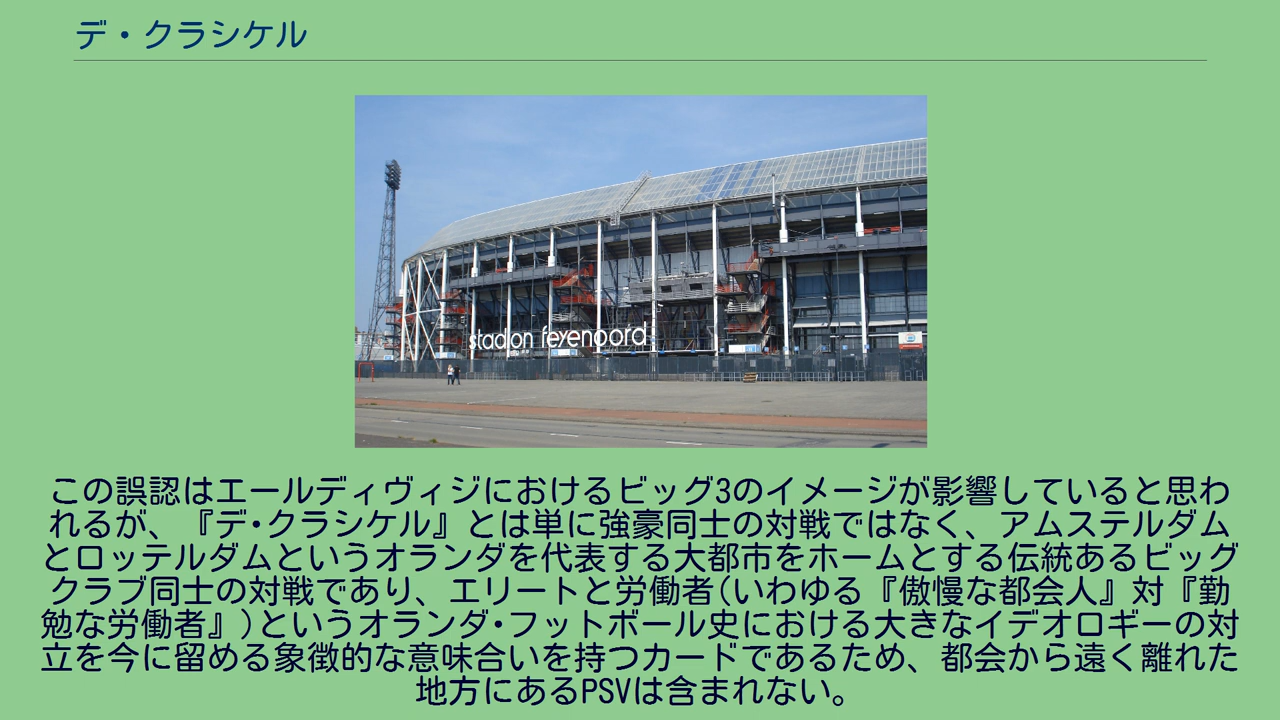 デ・クラシケル
stadion feyenoord
この誤認はエールディヴィジにおけるビッグ3のイメージが影響していると思わ
れるが、『デ・クラシケル』とは単に強豪同士の対戦ではなく、アムステルダム
とロッテルダムというオランダを代表する大都市をホームとする伝統あるビッグ
クラブ同士の対戦であり、エリートと労働者(いわゆる『傲慢な都会人』対『勤
勉な労働者』)というオランダ・フットボール史における大きなイデオロギーの対
立を今に留める象徴的な意味合いを持つカードであるため、都会から遠く離れた
地方にあるPSVは含まれない。